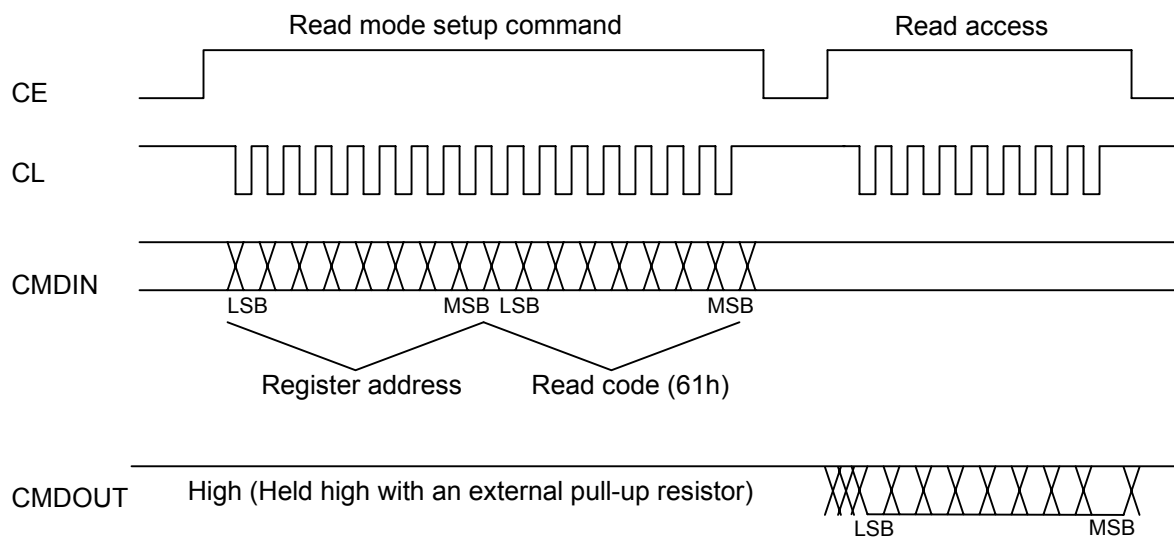 Read mode setup command
Read access
CE
CL
CMDIN
LSB
MSB
LSB
MSB
Register address
Read code (61h)
CMDOUT
High (Held high with an external pull-up resistor)
LSB
MSB